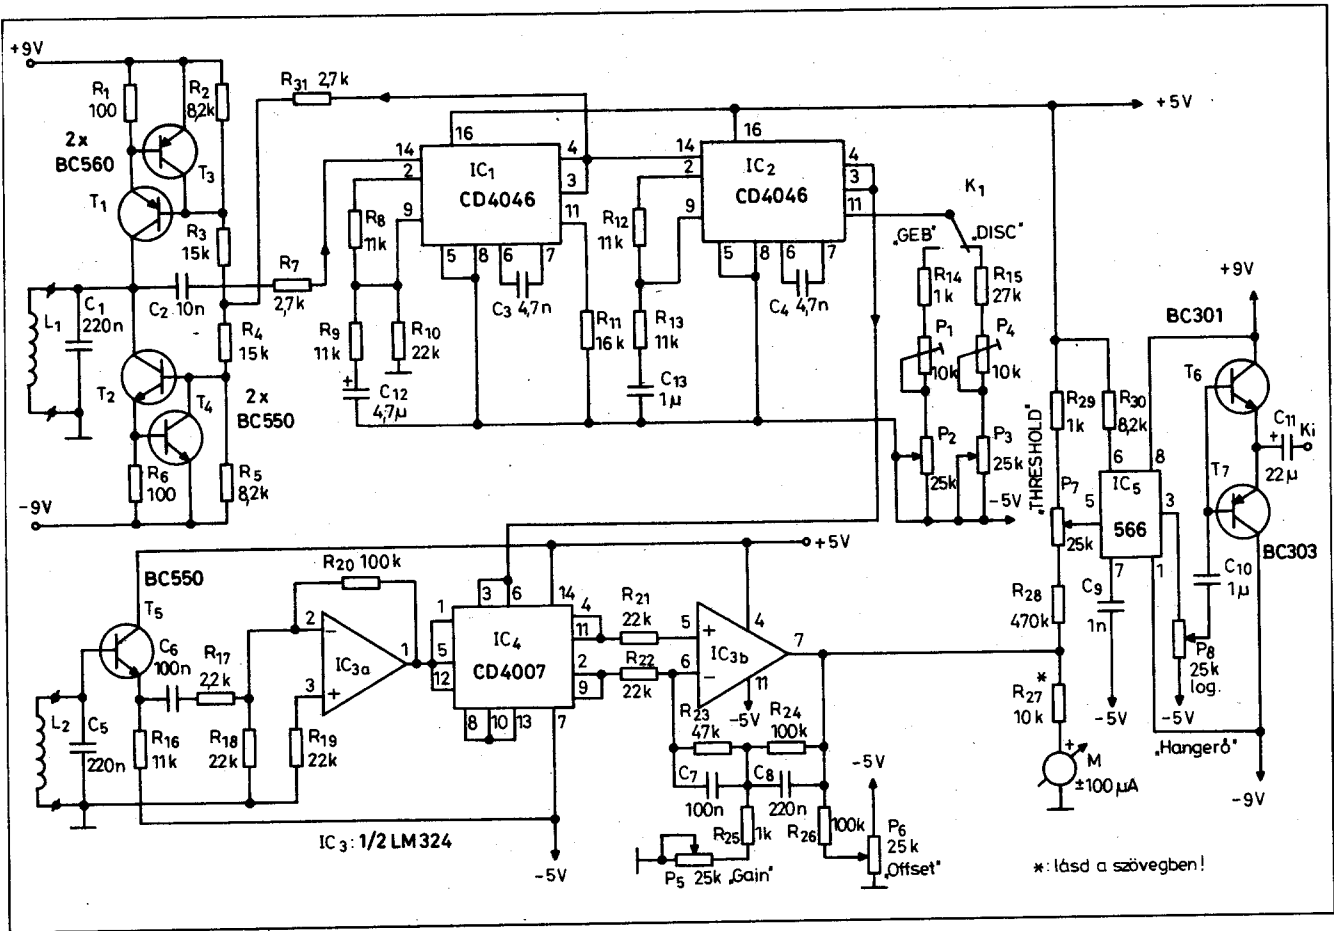 +9V
R1
100
2x
BC560
T1
T3
R2
8,2k
R3
15k
R31 2,7k
C1
220n
L1
C2 10n
R7
2,7k
R4
15k
T2
T4
2x
BC550
R6
100
R5
8,2k
-9V
16
14
2
9
IC1
CD4046
4
3
11
5
8
6
7
C3 4,7n
R8
11k
R9
11k
R10
22k
C12
+
4,7µ
R11
16k
16
14
2
9
IC2
CD4046
4
3
11
5
8
6
7
C4 4,7n
R12
11k
R13
11k
C13
1µ
+5V
K1
„GEB"
„DISC"
R14
1k
R15
27k
P1
10k
P4
10k
P2
25k
P3
25k
-5V
„THRESHOLD"
R29
1k
R30
8,2k
P7
25k
R28
470k
*
R27
10k
+
M
±100µA
6
8
5
IC5
566
3
7
1
C9
1n
-5V
P8
25k
log.
-5V
„Hangerő"
+9V
BC301
T6
T7
BC303
C11
+
22µ
Ki
C10
1µ
-9V
BC550
T5
L2
C5
220n
C6
100n
R17
2,2k
R16
11k
R18
22k
R19
22k
R20 100k
2
-
3
+
IC3a
1
IC3: 1/2 LM324
1
5
12
3
6
14
4
11
2
9
IC4
CD4007
8
10
13
7
-5V
+5V
R21
22k
R22
22k
5
+
6
-
IC3b
4
7
11
-5V
R23
47k
R24
100k
C7
100n
C8
220n
R25
1k
R26
100k
P5 25k „Gain"
-5V
P6
25k
„Offset"
*: lásd a szövegben!